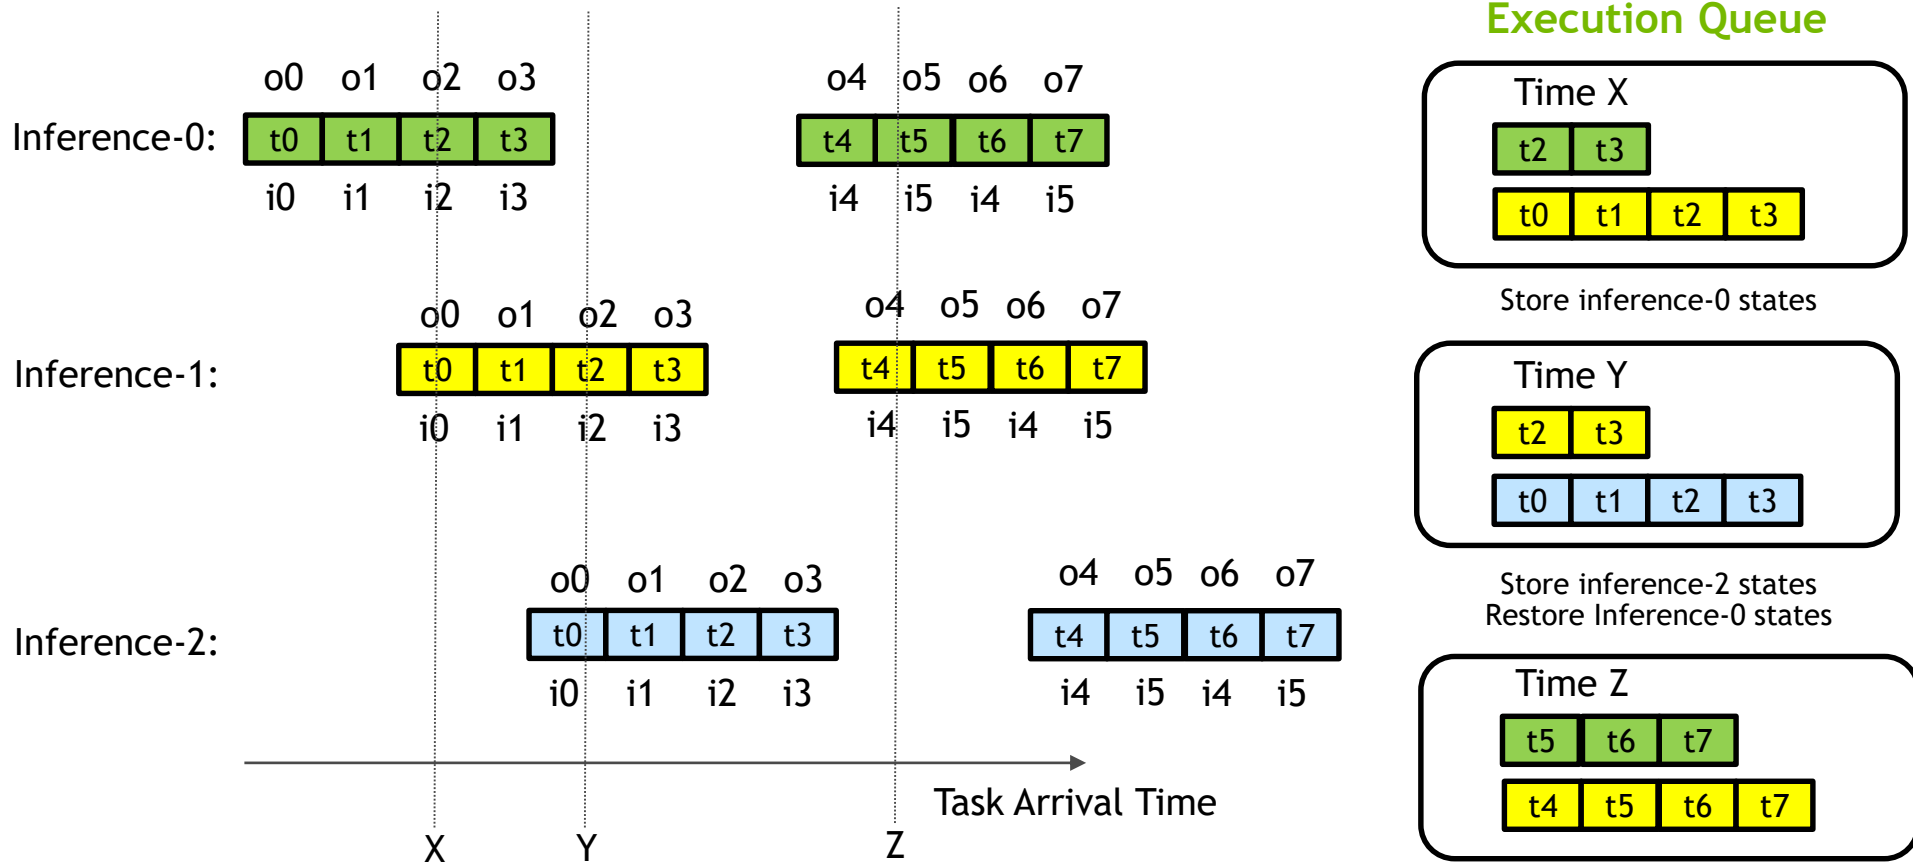 Execution Queue
o0 o1 o2 o3 o4 o5 o6 o7
Inference-0: t0 t1 t2 t3 t4 t5 t6 t7
i0 i1 i2 i3 i4 i5 i4 i5
o0 o1 o2 o3 o4 o5 o6 o7
Inference-1: t0 t1 t2 t3 t4 t5 t6 t7
i0 i1 i2 i3 i4 i5 i4 i5
o0 o1 o2 o3 o4 o5 o6 o7
Inference-2: t0 t1 t2 t3 t4 t5 t6 t7
i0 i1 i2 i3 i4 i5 i4 i5
Task Arrival Time
X Y Z
Time X
t2 t3
t0 t1 t2 t3
Store inference-0 states
Time Y
t2 t3
t0 t1 t2 t3
Store inference-2 states
Restore Inference-0 states
Time Z
t5 t6 t7
t4 t5 t6 t7